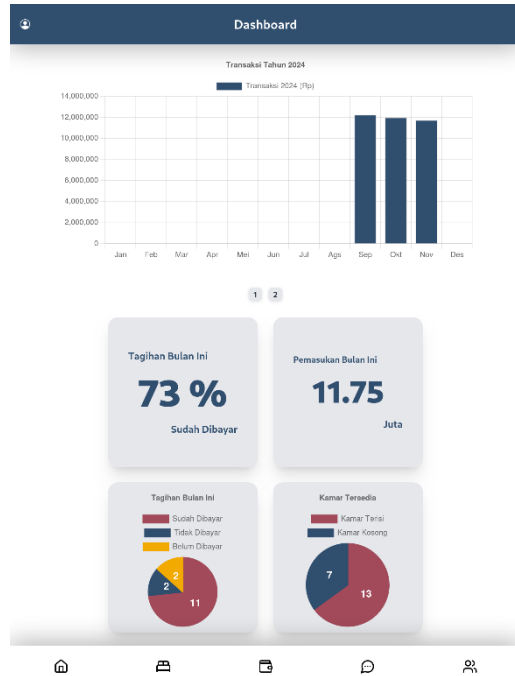 Dashboard
Transaksi Tahun 2024
Transaksi 2024 (Rp)
14,000,000
12,000,000
10,000,000
8,000,000
6,000,000
4,000,000
2,000,000
0
Jan Feb Mar Apr Mei Jun Jul Ags Sep Okt Nov Des
1 2
Tagihan Bulan Ini
73 %
Sudah Dibayar
Pemasukan Bulan Ini
11.75
Juta
Tagihan Bulan Ini
Sudah Dibayar
Tidak Dibayar
Belum Dibayar
2
2
11
Kamar Tersedia
Kamar Terisi
Kamar Kosong
7
13